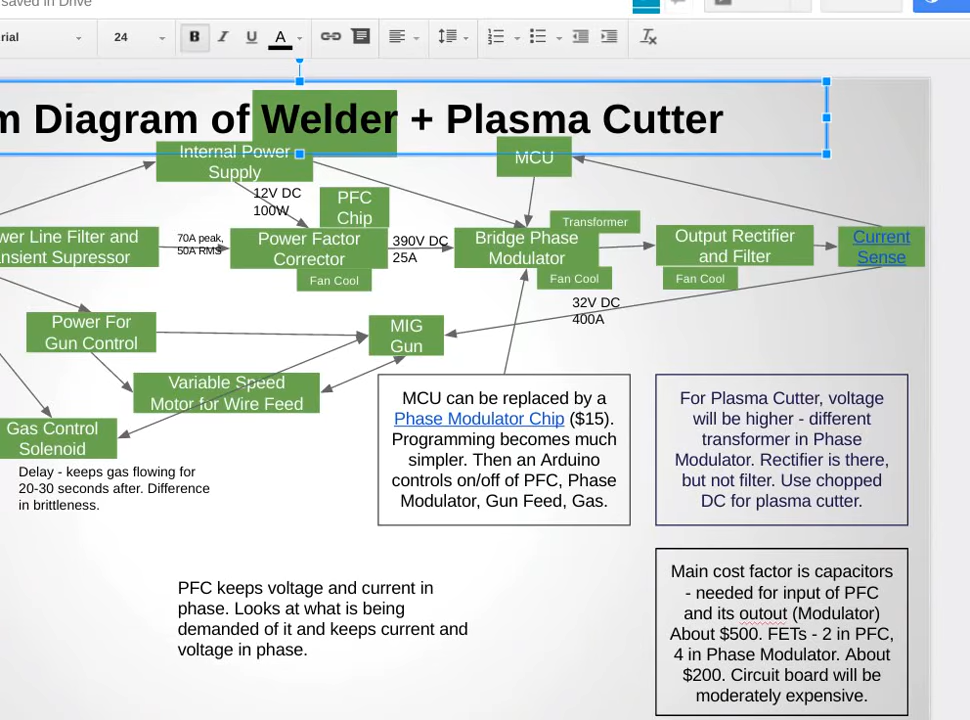 saved in Drive
rial
24
B I U A
m Diagram of Welder + Plasma Cutter
Internal Power
Supply
MCU
12V DC
100W
PFC
Chip
Transformer
wer Line Filter and
ansient Supressor
70A peak,
50A RMS
Power Factor
Corrector
390V DC
25A
Bridge Phase
Modulator
Output Rectifier
and Filter
Current
Sense
Fan Cool
Fan Cool
Fan Cool
32V DC
400A
Power For
Gun Control
MIG
Gun
Variable Speed
Motor for Wire Feed
Gas Control
Solenoid
Delay - keeps gas flowing for
20-30 seconds after. Difference
in brittleness.
MCU can be replaced by a
Phase Modulator Chip ($15).
Programming becomes much
simpler. Then an Arduino
controls on/off of PFC, Phase
Modulator, Gun Feed, Gas.
For Plasma Cutter, voltage
will be higher - different
transformer in Phase
Modulator. Rectifier is there,
but not filter. Use chopped
DC for plasma cutter.
PFC keeps voltage and current in
phase. Looks at what is being
demanded of it and keeps current and
voltage in phase.
Main cost factor is capacitors
- needed for input of PFC
and its outout (Modulator)
About $500. FETs - 2 in PFC,
4 in Phase Modulator. About
$200. Circuit board will be
moderately expensive.